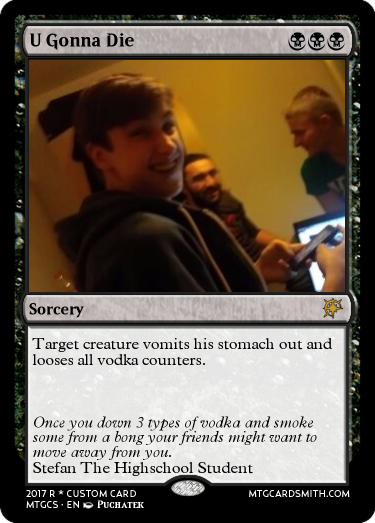 U Gonna Die
Sorcery
Target creature vomits his stomach out and
looses all vodka counters.
Once you down 3 types of vodka and smoke
some from a bong your friends might want to
move away from you.
Stefan The Highschool Student
2017 R * CUSTOM CARD
MTGCS · EN PUCHATEK
MTGCARDSMITH.COM